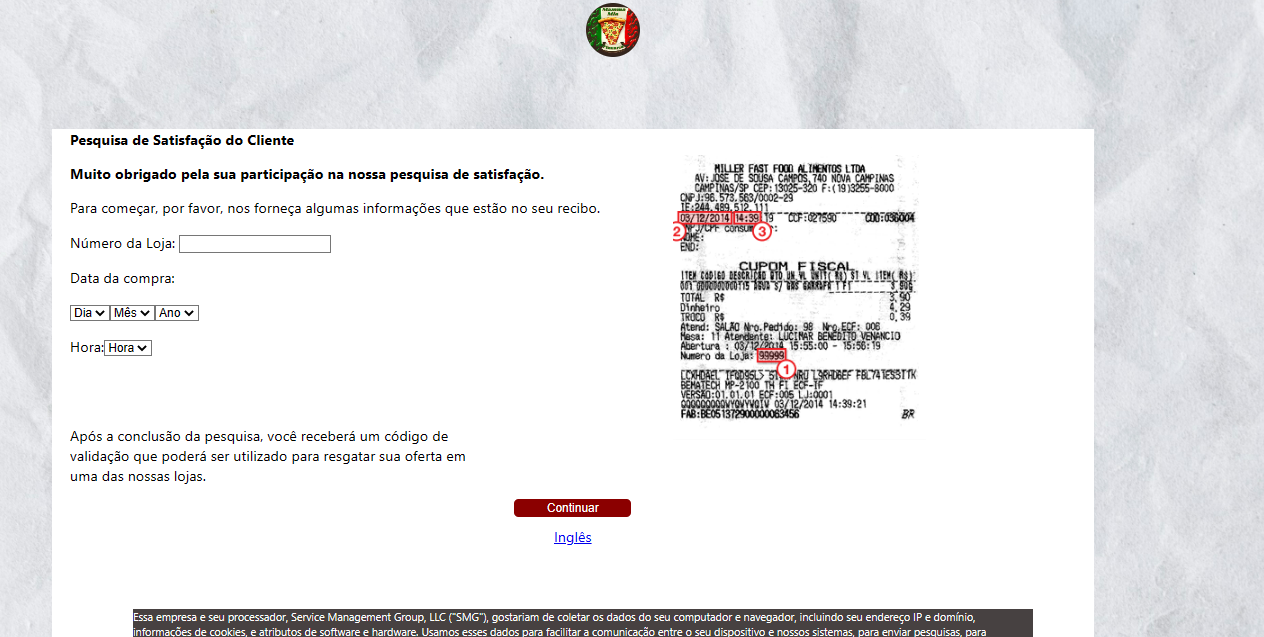 Pesquisa de Satisfação do Cliente
Muito obrigado pela sua participação na nossa pesquisa de satisfação.
Para começar, por favor, nos forneça algumas informações que estão no seu recibo.
Número da Loja:
Data da compra:
Dia Mês Ano
Hora: Hora
Após a conclusão da pesquisa, você receberá um código de
validação que poderá ser utilizado para resgatar sua oferta em
uma das nossas lojas.
MILLER FAST FOOD ALIMENTOS LTDA
AV:JOSE DE SOUSA CAMPOS,740 NOVA CAMPINAS
CAMPINAS/SP CEP:13025-320 F:(19)3255-8000
CNPJ:96.573.563/0002-29
IE:244.489.512.111
03/12/2014 14:39 19 CCF:027590 COO:036004
2 3
NOME:
END:
CUPOM FISCAL
ITEM CODIGO DESCRIÇÃO QTD UN VL UNIT( R$) ST VL ITEM( R$)
TOTAL R$ 3,90
Dinheiro 4,29
TROCO R$ 0,39
Atend: SALÃO Nro.Pedido: 98 Nro.ECF: 006
Mesa: 11 Atendente: LUCIMAR BENEDITO VENANCIO
Abertura : 03/12/2014 15:55:00 - 15:56:19
Numero da Loja: 99999
1
BEMATECH MP-2100 TH FI ECF-IF
VERSÃO:01.01.01 ECF:005 LJ:0001
03/12/2014 14:39:21
FAB:BE051372900000063456 BR
Continuar
Inglês
Essa empresa e seu processador, Service Management Group, LLC ("SMG"), gostariam de coletar os dados do seu computador e navegador, incluindo seu endereço IP e domínio,
informações de cookies, e atributos de software e hardware. Usamos esses dados para facilitar a comunicação entre o seu dispositivo e nossos sistemas, para enviar pesquisas, para